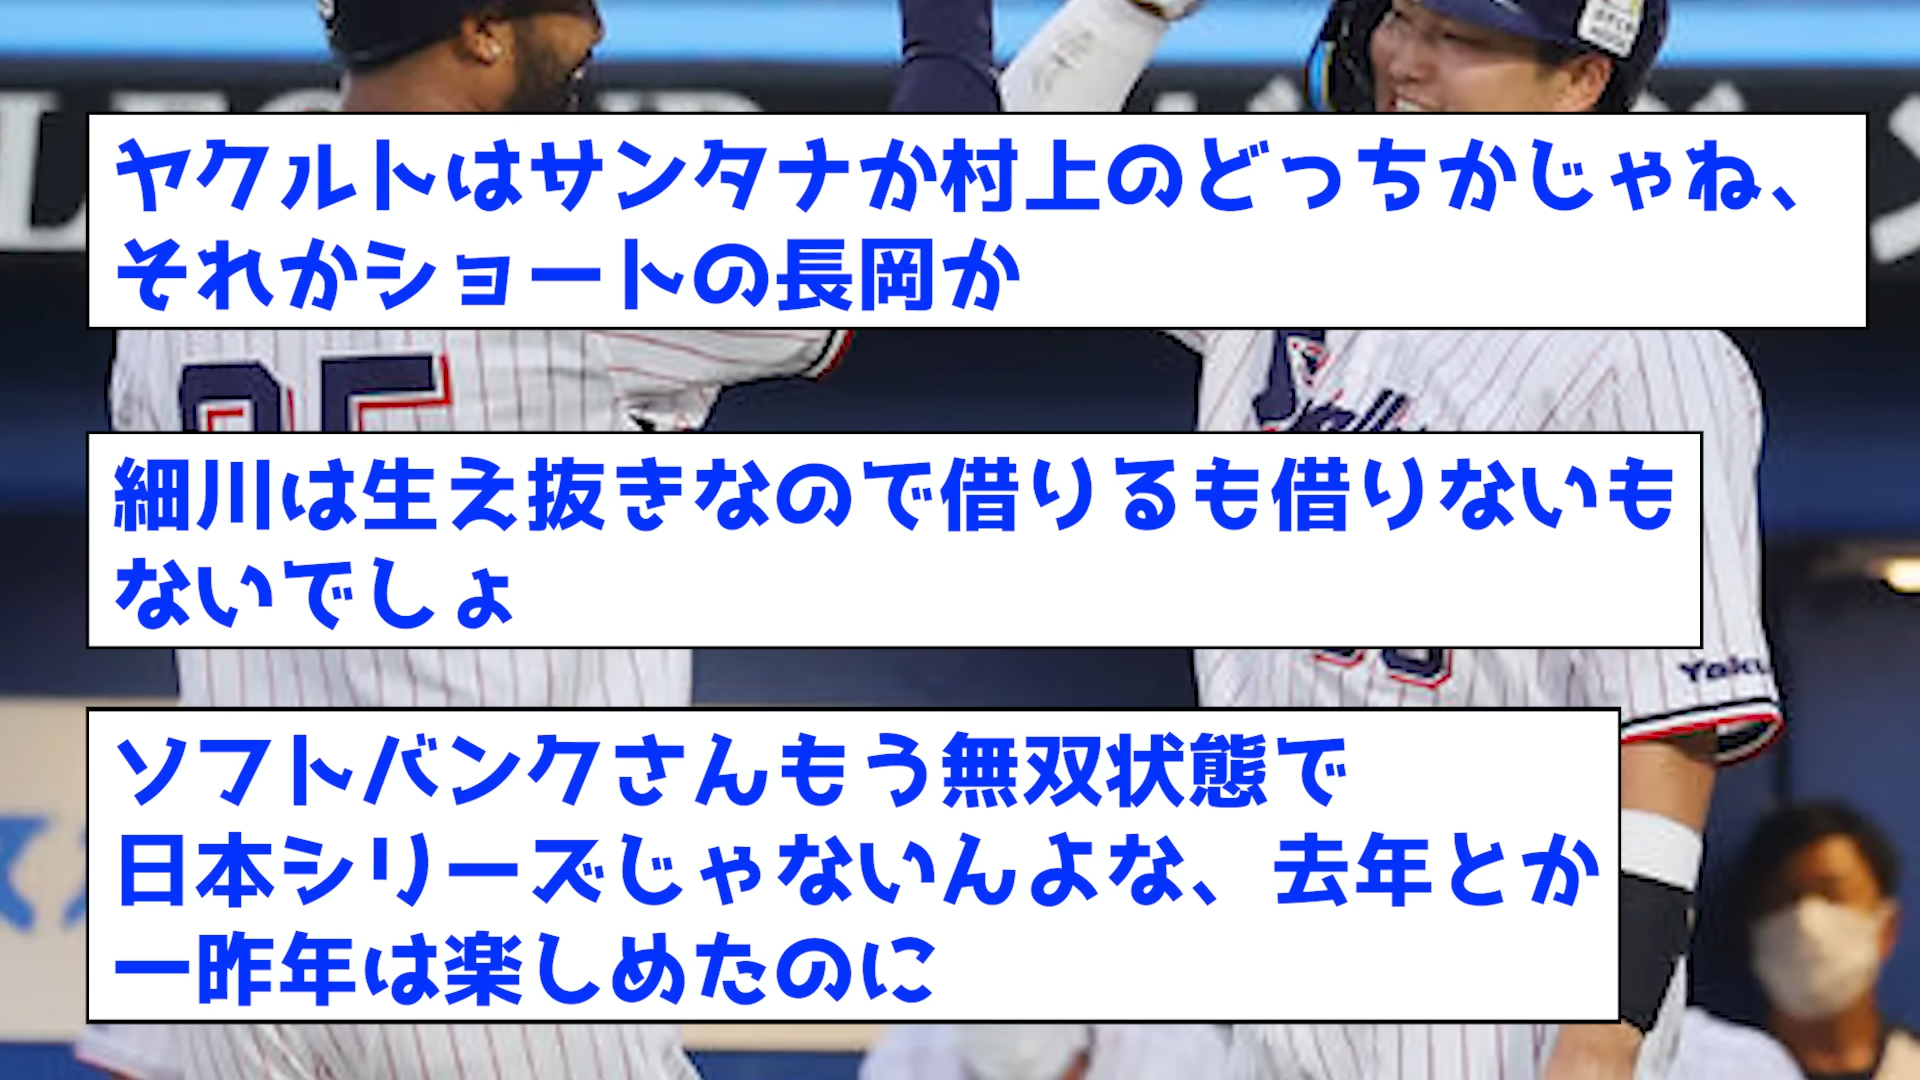 ヤクルトはサンタナか村上のどっちかじゃね、
それかショートの長岡か
細川は生え抜きなので借りるも借りないも
ないでしょ
ソフトバンクさんもう無双状態で
日本シリーズじゃないんよな、去年とか
一昨年は楽しめたのに